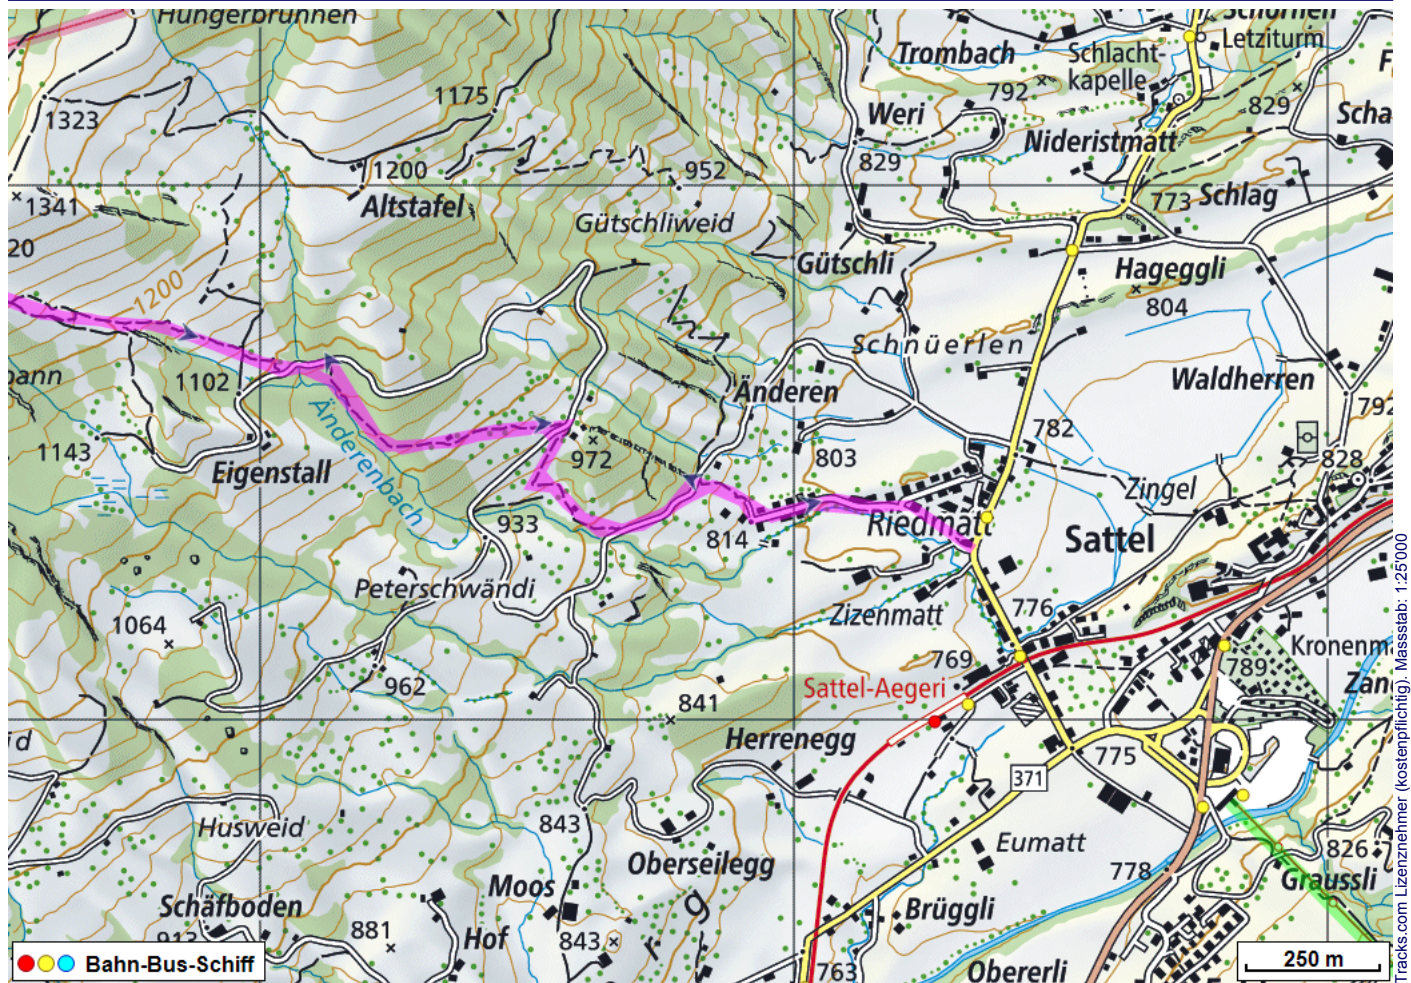 Hungerbrunnen
Schornen
Letziturm
Trombach
Schlacht-
kapelle
792
829
1175
Weri
Scha
1323
Nideristmatt
829
1200
952
773
Schlag
1341
Altstafel
Gütschliweid
20
Gütschli
Hageggli
804
1200
Schnüerlen
Waldherren
1102
Änderen
792
Änderenbach
782
1143
Eigenstall
972
803
828
Zingel
933
814
Riedmatt
Sattel
Peterschwändi
Zizenmatt
776
1064
769
789
Kronenm
962
Sattel-Aegeri
841
Zan
Herrenegg
775
371
Husweid
843
Eumatt
Oberseilegg
778
826
Moos
Graussli
Schäfboden
g
Brüggli
913
881
Hof
843
r
Bahn-Bus-Schiff
763
Obererli
250 m
Tracks.com Lizenznehmer (kostenpflichtig). Massstab: 1:25'000